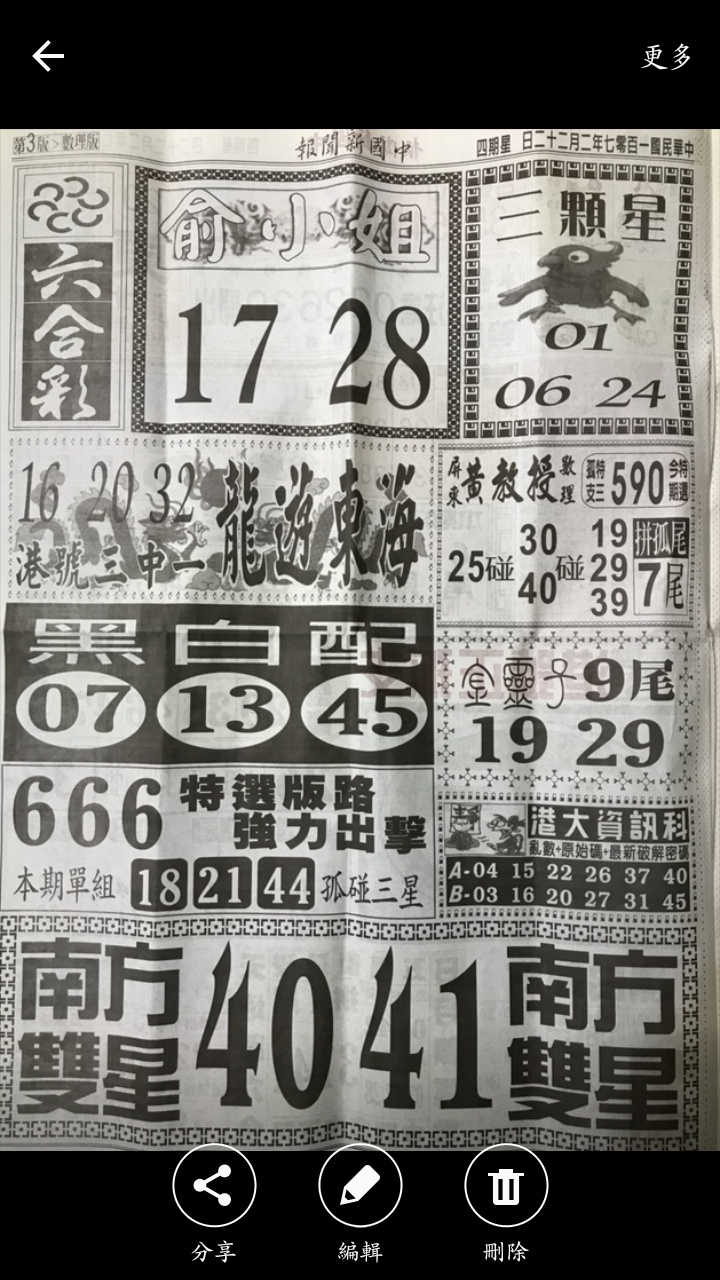 更多
第3版＞數理版
報聞新國中
四期星 日二十二月二年七零百一國民華中
六合彩
俞小姐
17 28
三顆星
01
06 24
16 20 32
龍遊東海
港號三中一
屏東黃教授數理
孤特支三590今特期選
25碰
30
40
碰
19
29
39
拼孤尾
7尾
黑白配
07 13 45
金靈子9尾
19 29
666
特選版路
強力出擊
本期單組 18 21 44 孤碰三星
港大資訊科
亂數+原始碼+最新破解密碼
A-04 15 22 26 37 40
B-03 16 20 27 31 45
南方雙星
40 41
南方雙星
分享
編輯
刪除